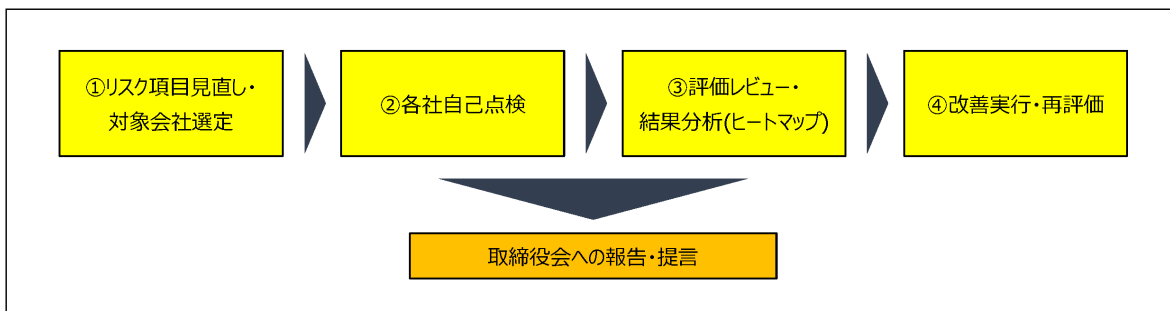 ①リスク項目見直し・
対象会社選定
②各社自己点検
③評価レビュー・
結果分析(ヒートマップ)
④改善実行・再評価
取締役会への報告・提言